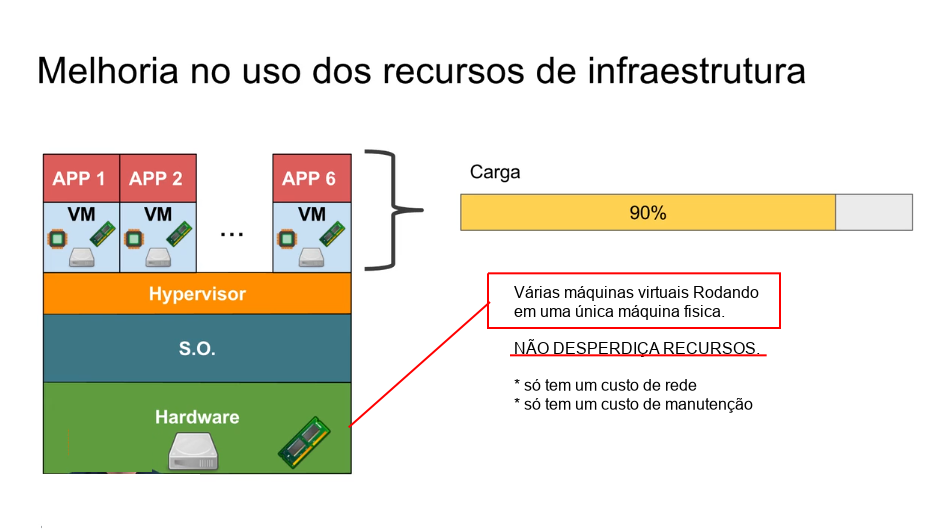 Melhoria no uso dos recursos de infraestrutura
APP 1
APP 2
APP 6
VM
VM
...
VM
Hypervisor
S.O.
Hardware
Carga
90%
Várias máquinas virtuais Rodando
em uma única máquina fisica.
NÃO DESPERDIÇA RECURSOS.
* só tem um custo de rede
* só tem um custo de manutenção